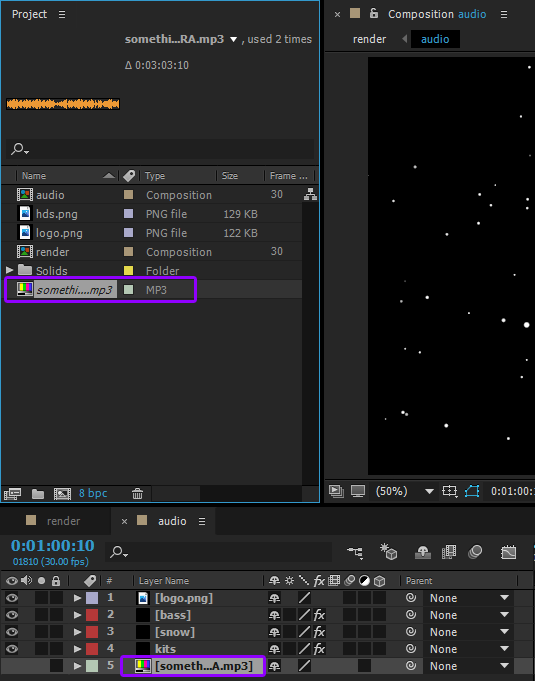 Project
somethi...RA.mp3 ▼ , used 2 times
Δ 0:03:03:10
Name Type Size Frame ...
audio Composition 30
hds.png PNG file 129 KB
logo.png PNG file 122 KB
render Composition 30
Solids Folder
somethi....mp3 MP3
8 bpc
× Composition audio
render audio
(50%) 0:01:00:
render × audio
0:01:00:10
01810 (30.00 fps)
# Layer Name fx Parent
1 [logo.png] None
2 [bass] fx None
3 [snow] fx None
4 kits fx None
5 [someth...A.mp3] None